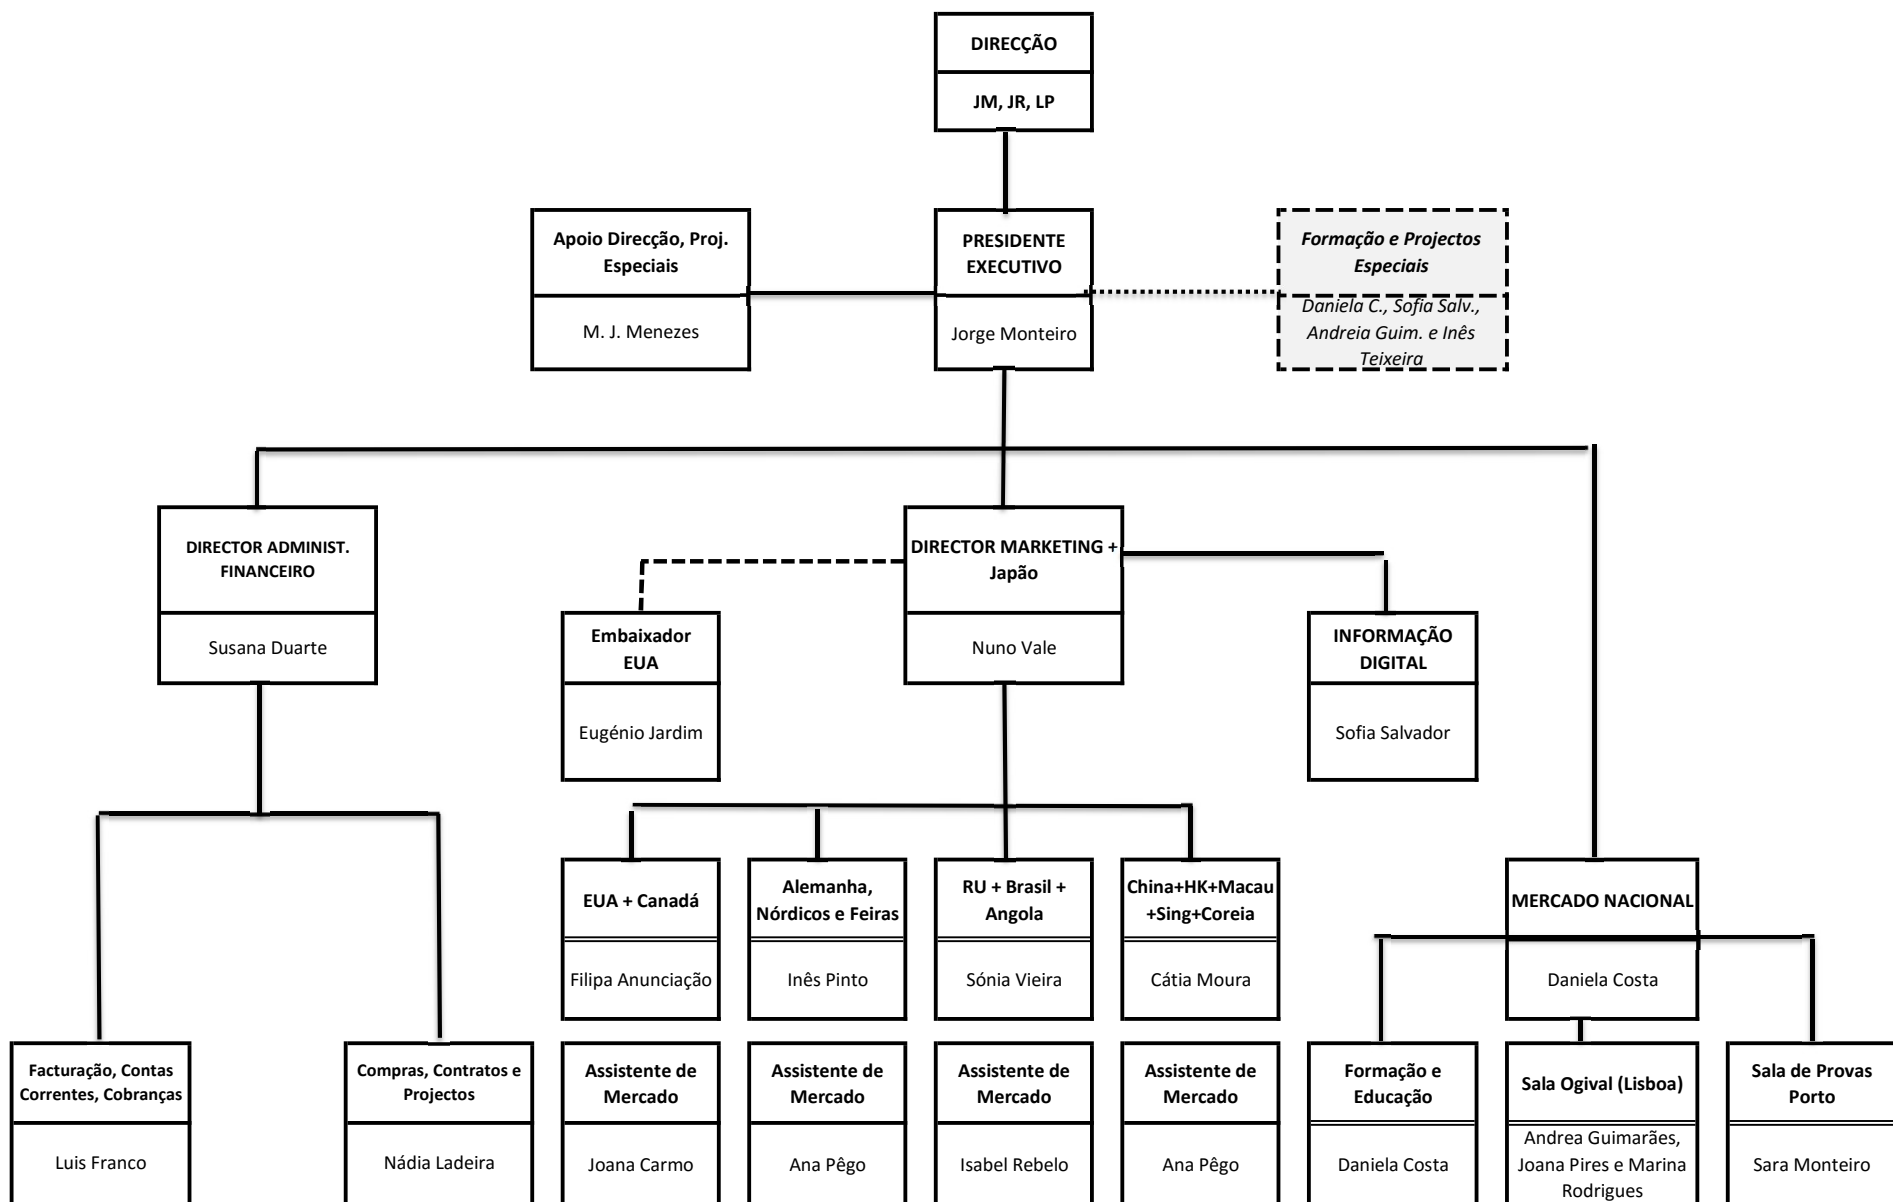 DIRECÇÃO
JM, JR, LP
Apoio Direcção, Proj.
Especiais
M. J. Menezes
PRESIDENTE
EXECUTIVO
Jorge Monteiro
Formação e Projectos
Especiais
Daniela C., Sofia Salv.,
Andreia Guim. e Inês
Teixeira
DIRECTOR ADMINIST.
FINANCEIRO
Susana Duarte
DIRECTOR MARKETING +
Japão
Nuno Vale
Embaixador
EUA
Eugénio Jardim
INFORMAÇÃO
DIGITAL
Sofia Salvador
EUA + Canadá
Filipa Anunciação
Alemanha,
Nórdicos e Feiras
Inês Pinto
RU + Brasil +
Angola
Sónia Vieira
China+HK+Macau
+Sing+Coreia
Cátia Moura
MERCADO NACIONAL
Daniela Costa
Facturação, Contas
Correntes, Cobranças
Luis Franco
Compras, Contratos e
Projectos
Nádia Ladeira
Assistente de
Mercado
Joana Carmo
Assistente de
Mercado
Ana Pêgo
Assistente de
Mercado
Isabel Rebelo
Assistente de
Mercado
Ana Pêgo
Formação e
Educação
Daniela Costa
Sala Ogival (Lisboa)
Andrea Guimarães,
Joana Pires e Marina
Rodrigues
Sala de Provas
Porto
Sara Monteiro